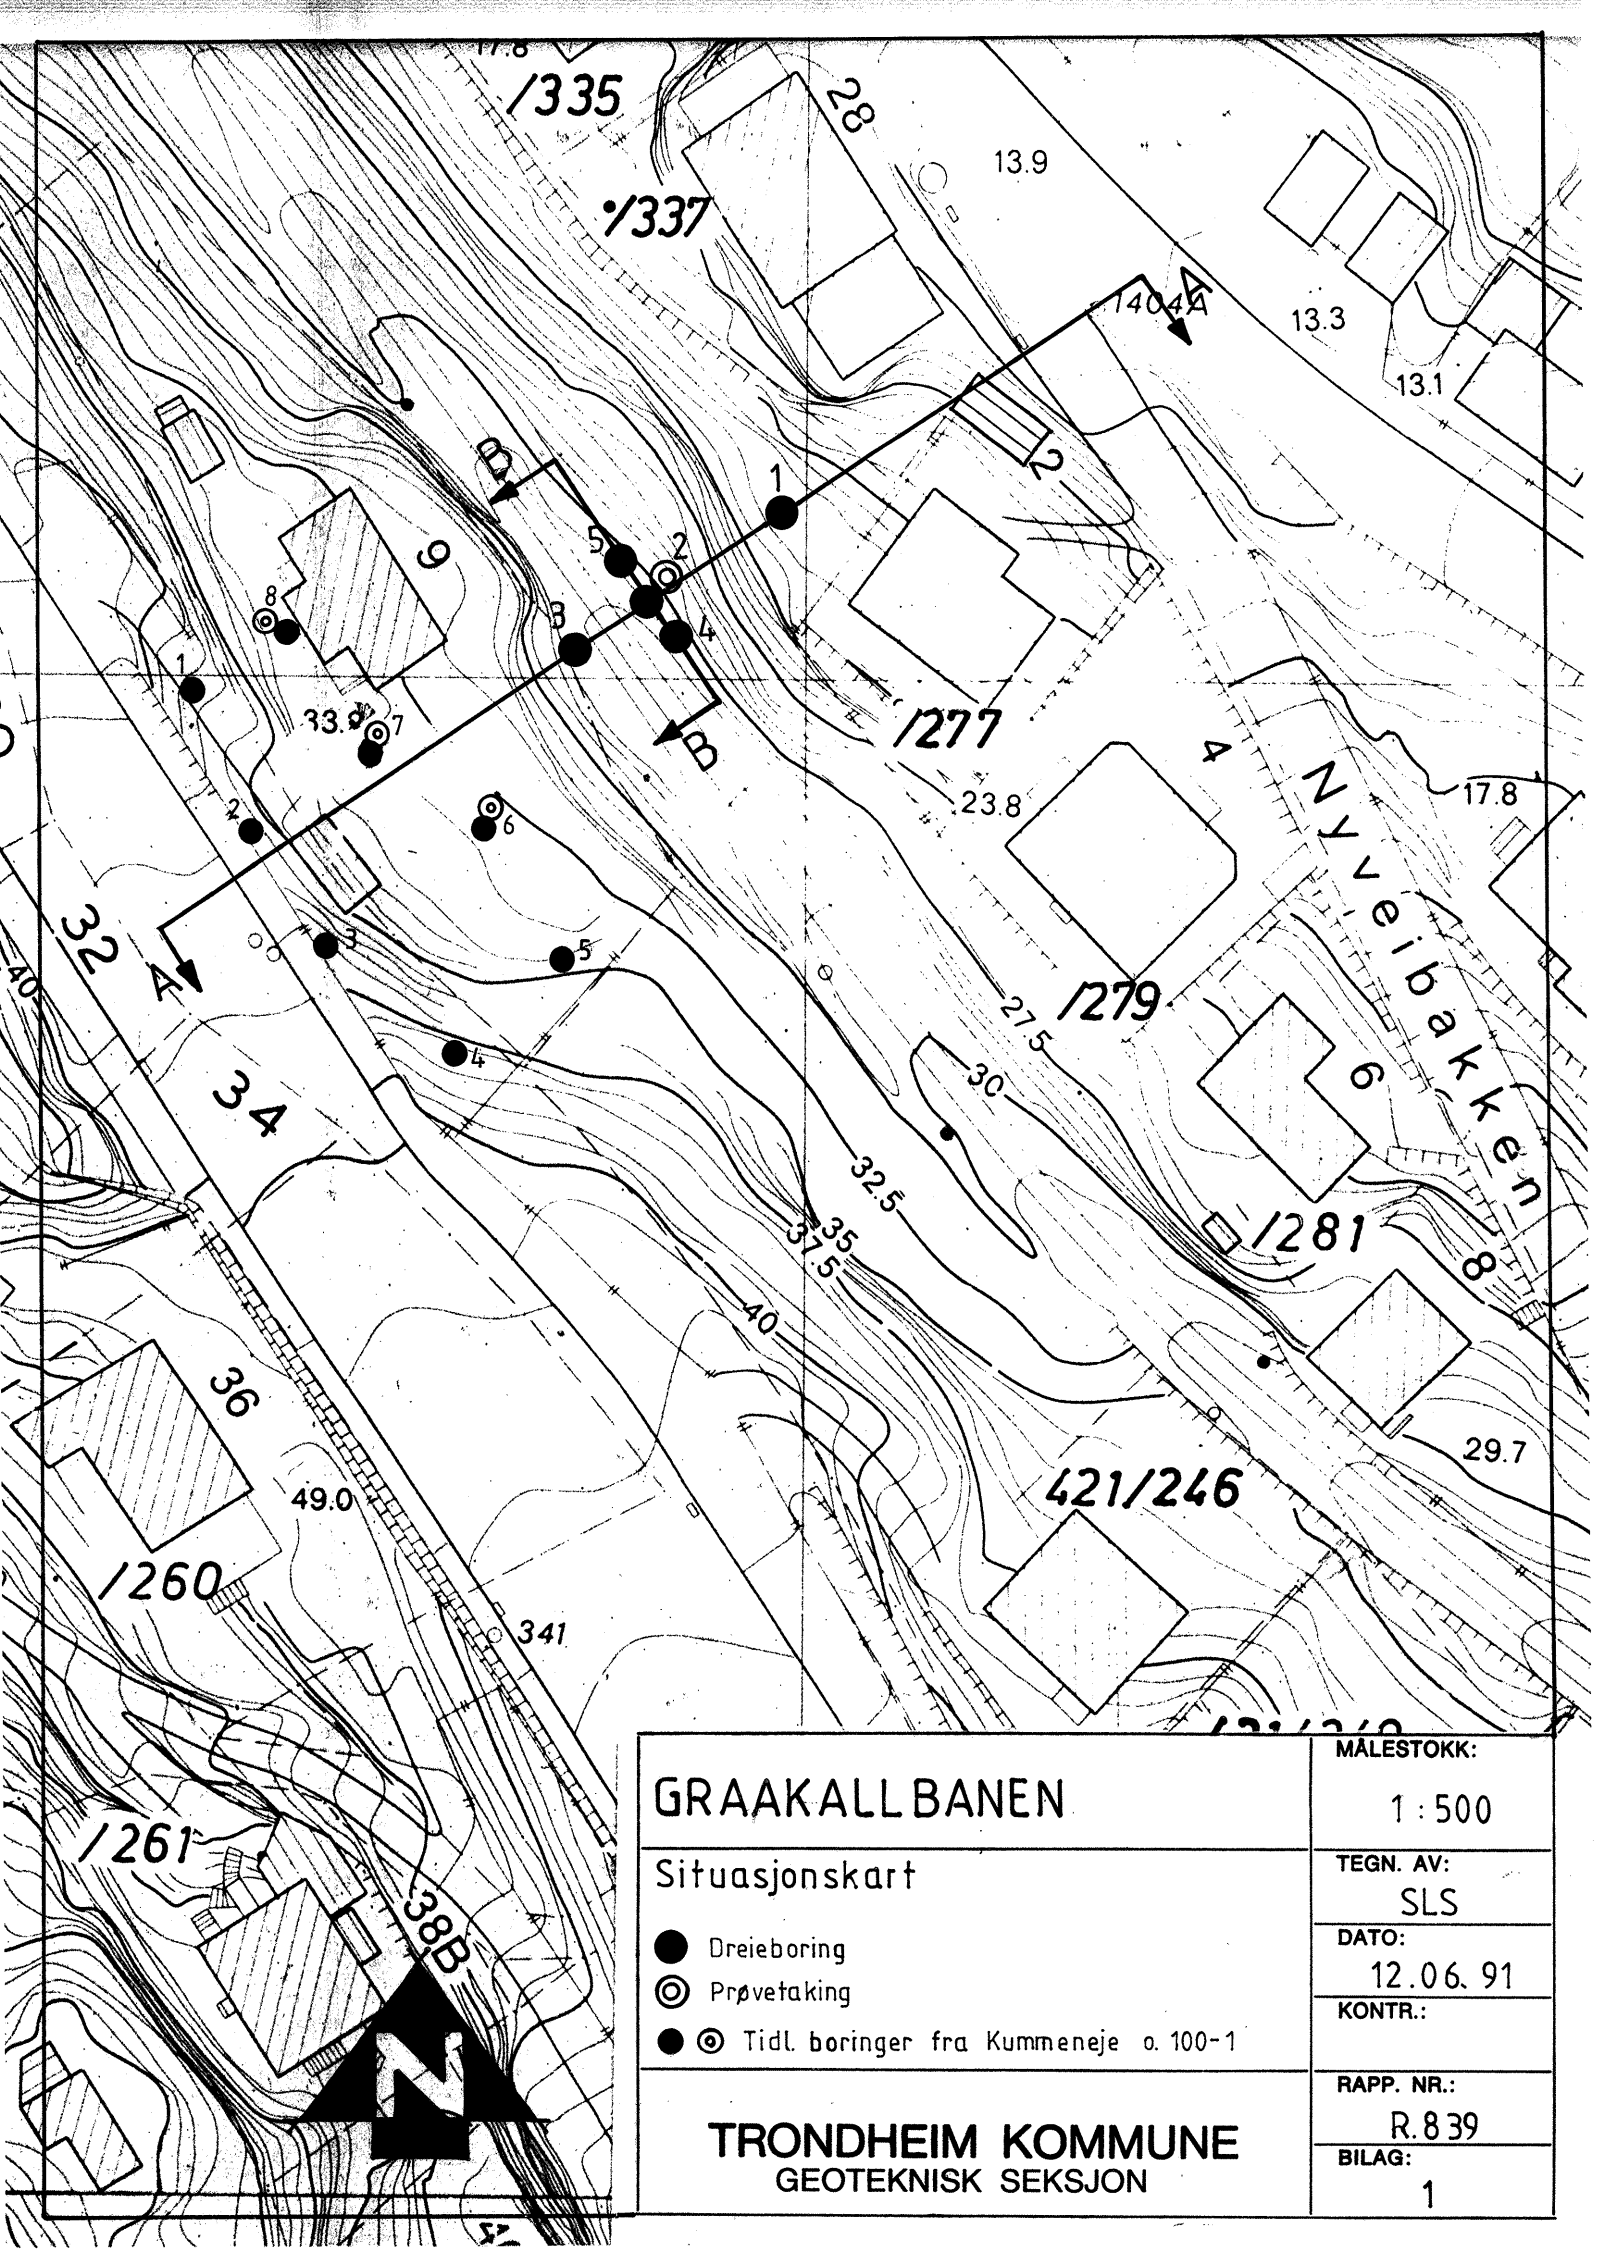 17.8
/335
28
13.9
/337
1404A
A
13.3
13.1
B
1
2
5
2
9
3
4
8
1
33.9
7
B
/277
4
Nyveibakken
23.8
17.8
2
6
32
A
40
3
5
/279
27.5
4
34
30
6
32.5
35
37.5
/281
8
40
36
49.0
29.7
421/246
/260
341
/261
38B
N
GRAAKALLBANEN
Situasjonskart
Dreieboring
Prøvetaking
Tidl. boringer fra Kummeneje o. 100-1
TRONDHEIM KOMMUNE
GEOTEKNISK SEKSJON
MÅLESTOKK:
1:500
TEGN. AV:
SLS
DATO:
12.06.91
KONTR.:
RAPP. NR.:
R.839
BILAG:
1